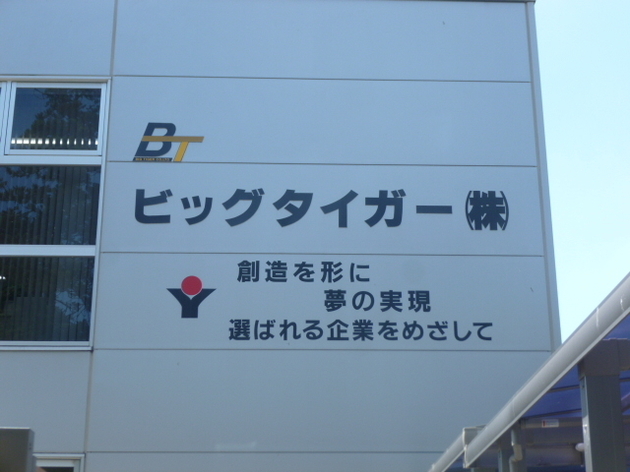 BT
ビッグタイガー㈱
創造を形に
夢の実現
選ばれる企業をめざして